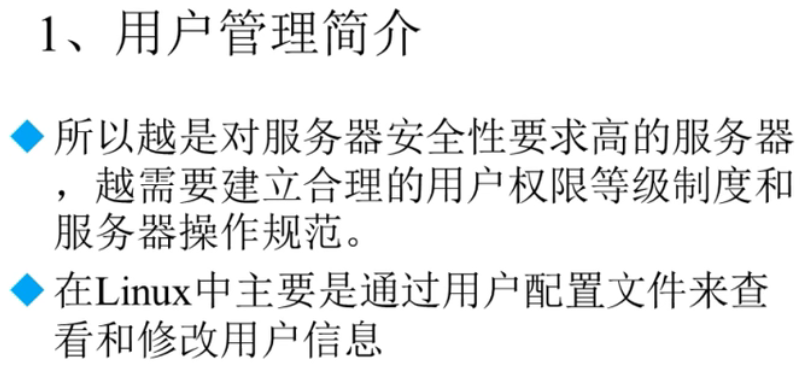 1、用户管理简介
所以越是对服务器安全性要求高的服务器
，越需要建立合理的用户权限等级制度和
服务器操作规范。
在Linux中主要是通过用户配置文件来查
看和修改用户信息